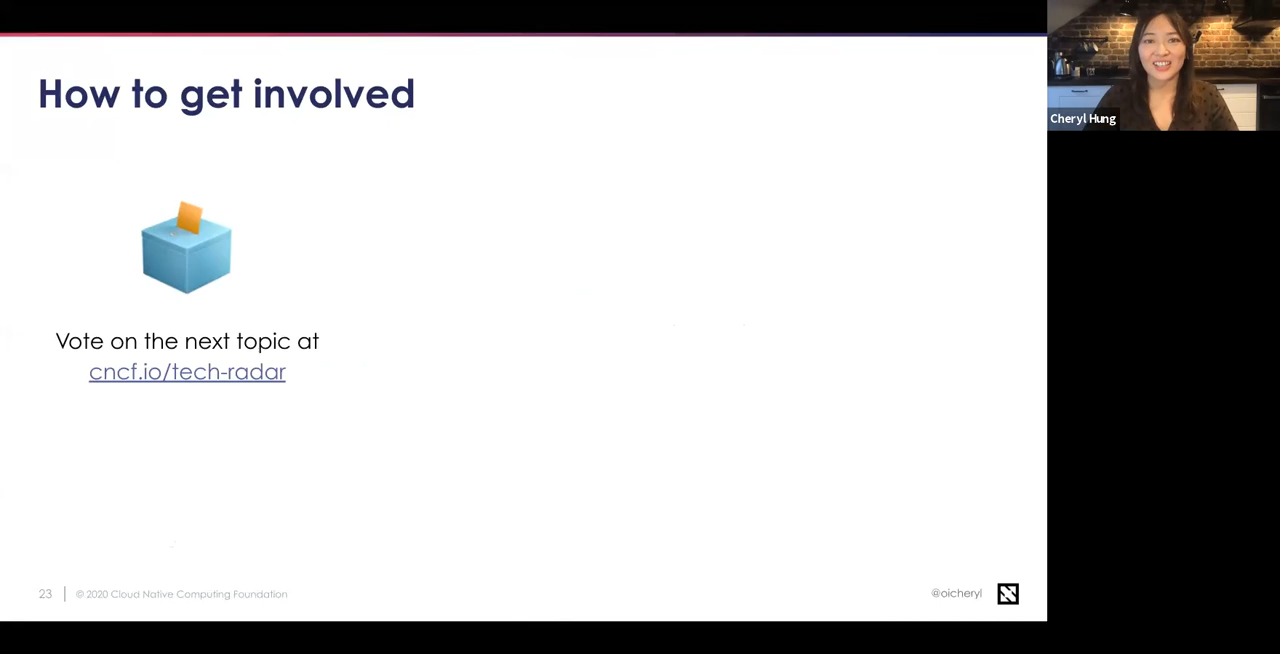 How to get involved
Cheryl Hung
Vote on the next topic at
cncf.io/tech-radar
23
© 2020 Cloud Native Computing Foundation
@oicheryl